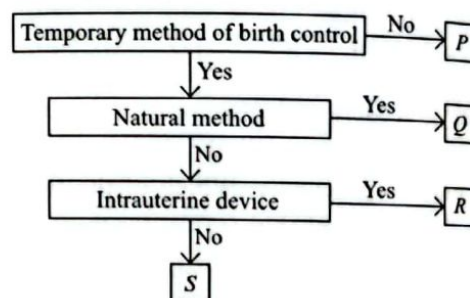 Temporary method of birth control
No
P
Yes
Natural method
Yes
Q
No
Intrauterine device
Yes
R
No
S